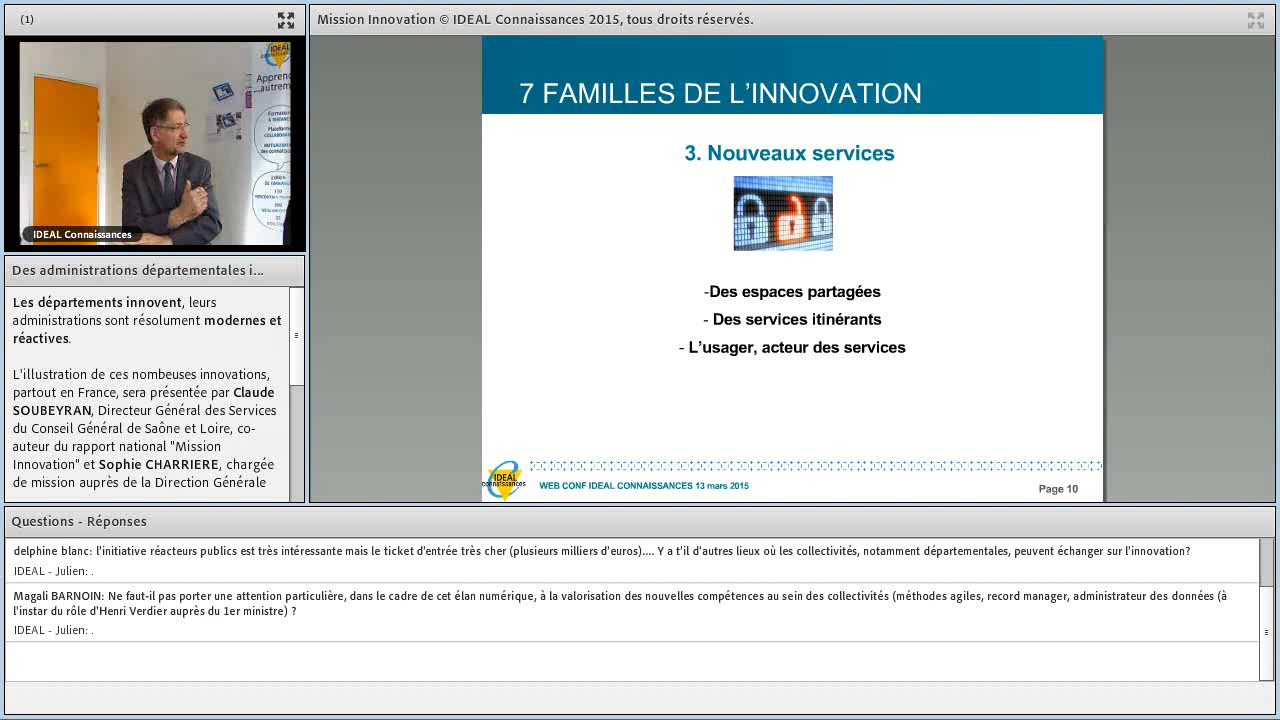 (1)
IDEAL
Apprend
...autrem
IDEAL Connaissances
Des administrations départementales i...
Les départements innovent, leurs
administrations sont résolument modernes et
réactives.
L'illustration de ces nombreuses innovations,
partout en France, sera présentée par Claude
SOUBEYRAN, Directeur Général des Services
du Conseil Général de Saône et Loire, co-
auteur du rapport national "Mission
Innovation" et Sophie CHARRIERE, chargée
de mission auprès de la Direction Générale
Mission Innovation © IDEAL Connaissances 2015, tous droits réservés.
7 FAMILLES DE L'INNOVATION
3. Nouveaux services
-Des espaces partagées
- Des services itinérants
- L'usager, acteur des services
IDEAL
connaissances
WEB CONF IDEAL CONNAISSANCES 13 mars 2015
Page 10
Questions - Réponses
delphine blanc: l'initiative réacteurs publics est très intéressante mais le ticket d'entrée très cher (plusieurs milliers d'euros).... Y a t'il d'autres lieux où les collectivités, notamment départementales, peuvent échanger sur l'innovation?
IDEAL - Julien: .
Magali BARNOIN: Ne faut-il pas porter une attention particulière, dans le cadre de cet élan numérique, à la valorisation des nouvelles compétences au sein des collectivités (méthodes agiles, record manager, administrateur des données (à
l'instar du rôle d'Henri Verdier auprès du 1er ministre) ?
IDEAL - Julien: .